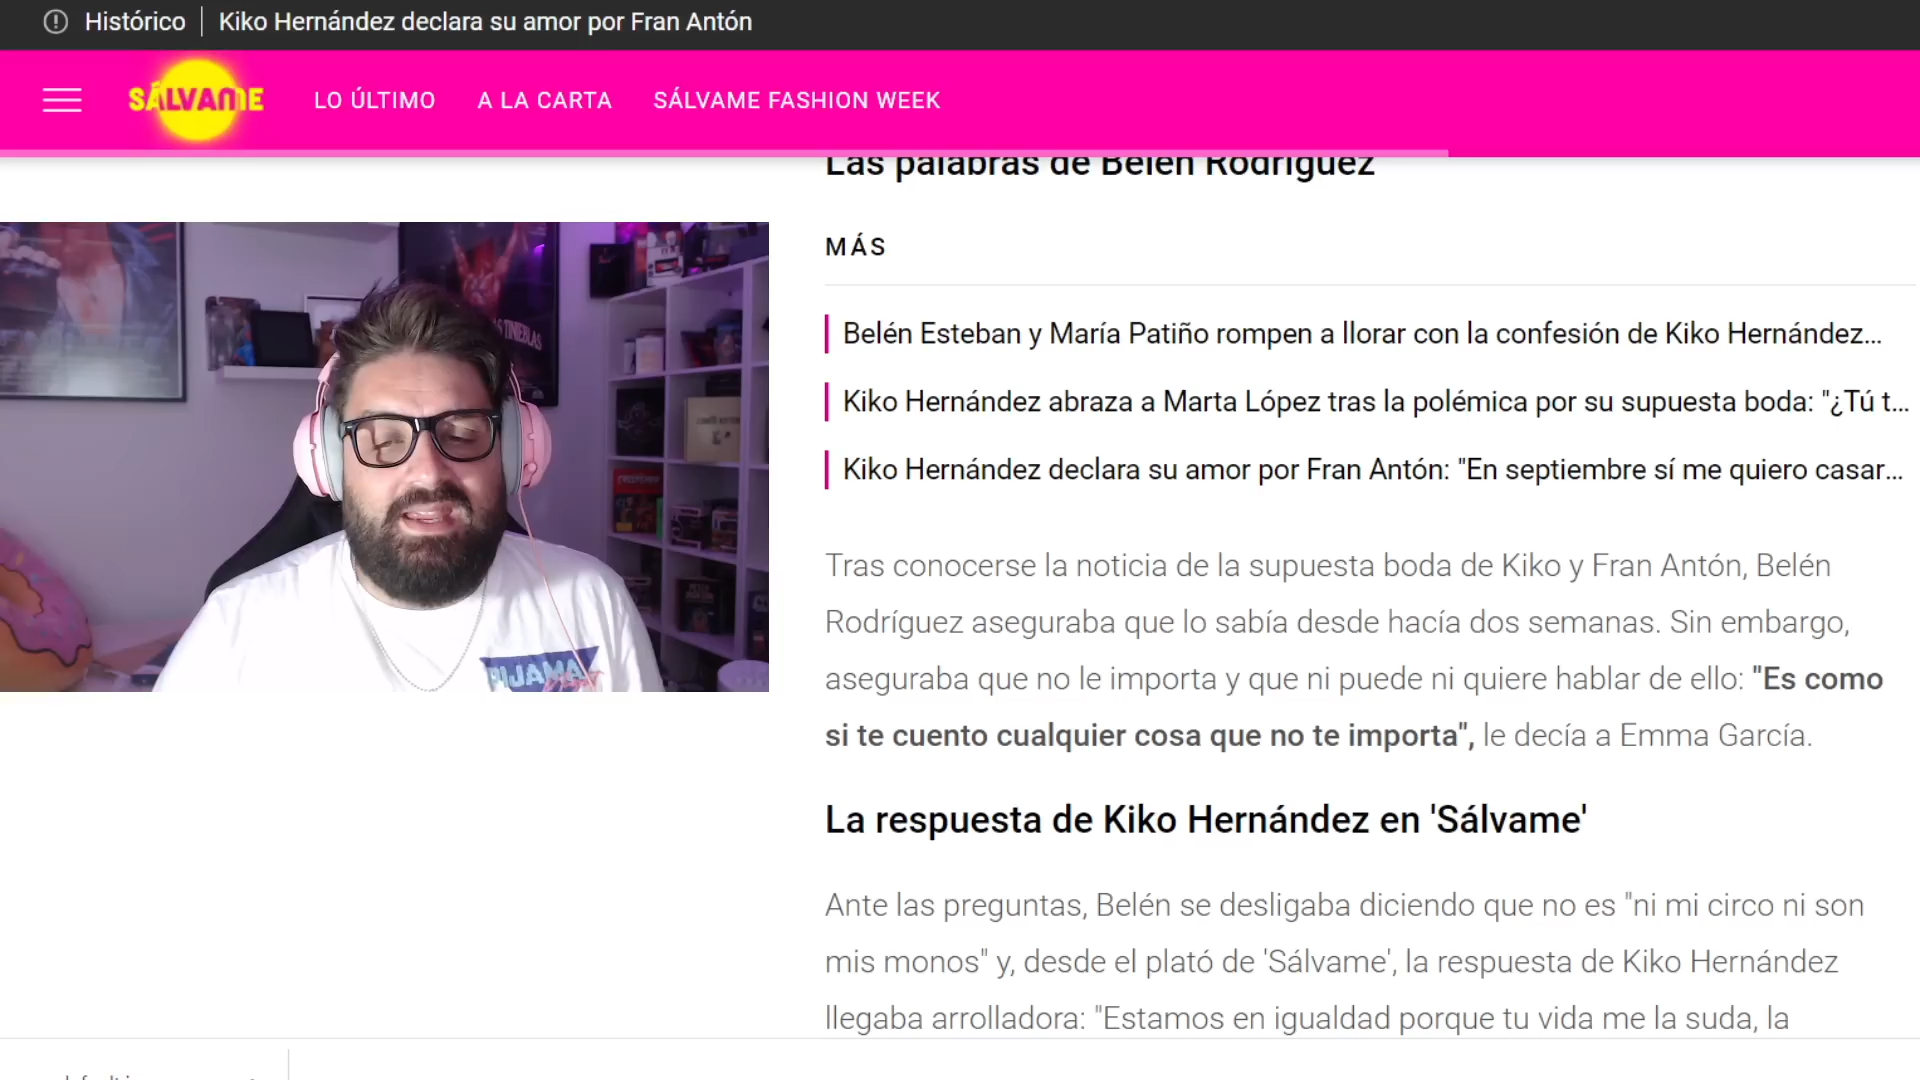 Histórico | Kiko Hernández declara su amor por Fran Antón
SÁLVAME
LO ÚLTIMO
A LA CARTA
SÁLVAME FASHION WEEK
Las palabras de Belén Rodríguez
MÁS
Belén Esteban y María Patiño rompen a llorar con la confesión de Kiko Hernández...
Kiko Hernández abraza a Marta López tras la polémica por su supuesta boda: "¿Tú t...
Kiko Hernández declara su amor por Fran Antón: "En septiembre sí me quiero casar...
Tras conocerse la noticia de la supuesta boda de Kiko y Fran Antón, Belén
Rodríguez aseguraba que lo sabía desde hacía dos semanas. Sin embargo,
aseguraba que no le importa y que ni puede ni quiere hablar de ello: "Es como
si te cuento cualquier cosa que no te importa", le decía a Emma García.
La respuesta de Kiko Hernández en 'Sálvame'
Ante las preguntas, Belén se desligaba diciendo que no es "ni mi circo ni son
mis monos" y, desde el plató de 'Sálvame', la respuesta de Kiko Hernández
llegaba arrolladora: "Estamos en igualdad porque tu vida me la suda, la
TINIEBLAS
CREEPSHOW
PIJAMA